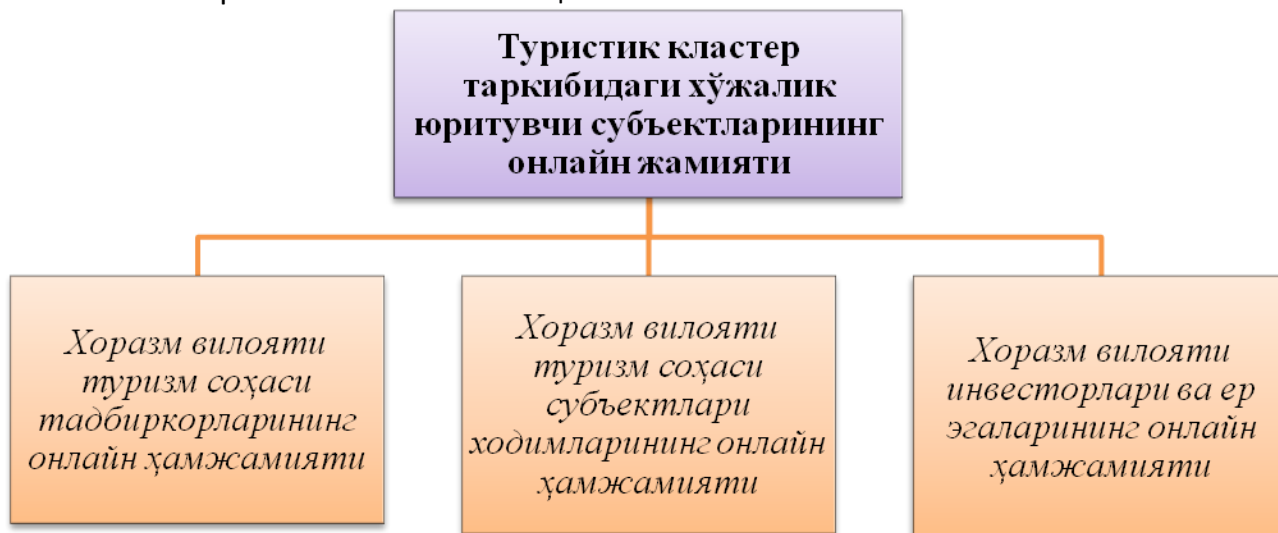 Туристик кластер
таркибидаги хўжалик
юритувчи субъектларининг
онлайн жамияти
Хоразм вилояти
туризм соҳаси
тадбиркорларининг
онлайн ҳамжамияти
Хоразм вилояти
туризм соҳаси
субъектлари
ходимларининг онлайн
ҳамжамияти
Хоразм вилояти
инвесторлари ва ер
эгаларининг онлайн
ҳамжамияти